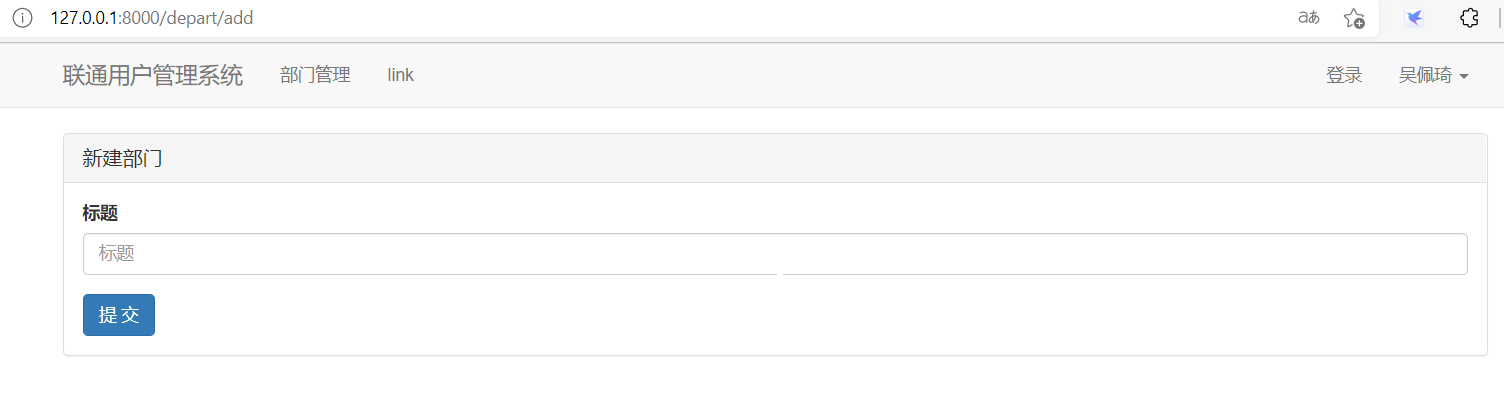 127.0.0.1:8000/depart/add
联通用户管理系统 部门管理 link 登录 吴佩琦
新建部门
标题
标题
提 交